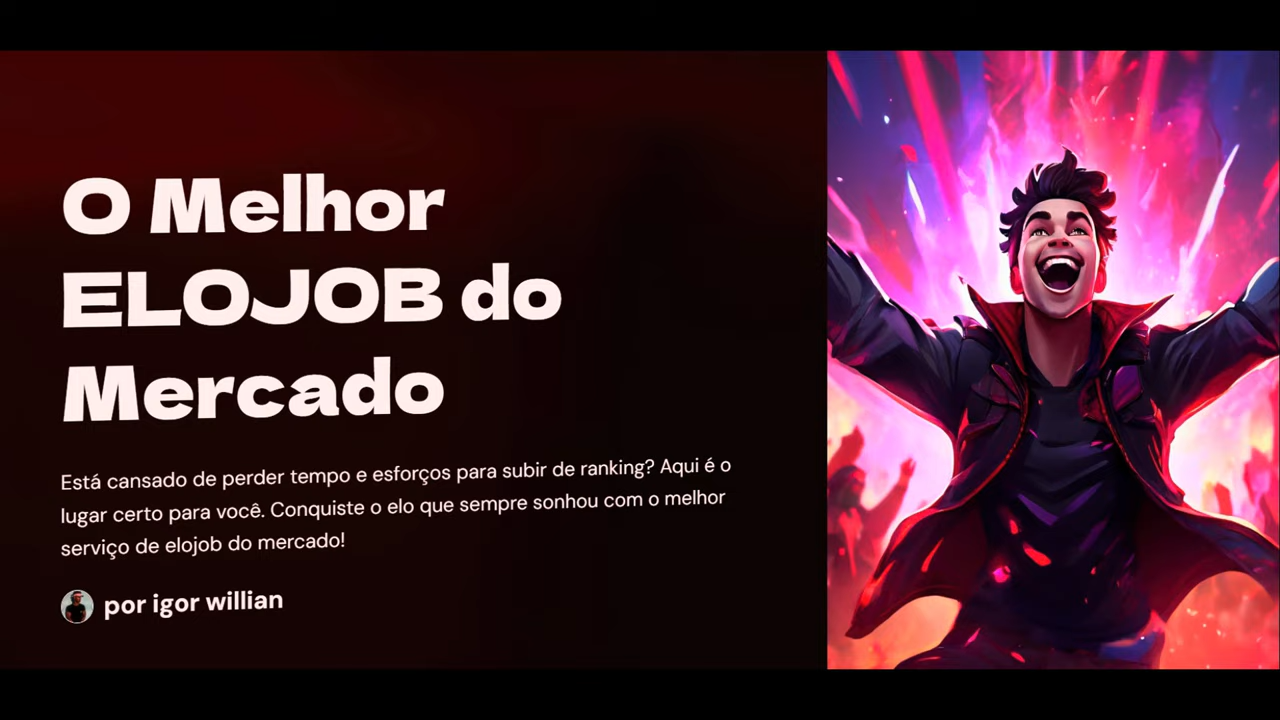 O Melhor
ELOJOB do
Mercado
Está cansado de perder tempo e esforços para subir de ranking? Aqui é o
lugar certo para você. Conquiste o elo que sempre sonhou com o melhor
serviço de elojob do mercado!
por igor willian